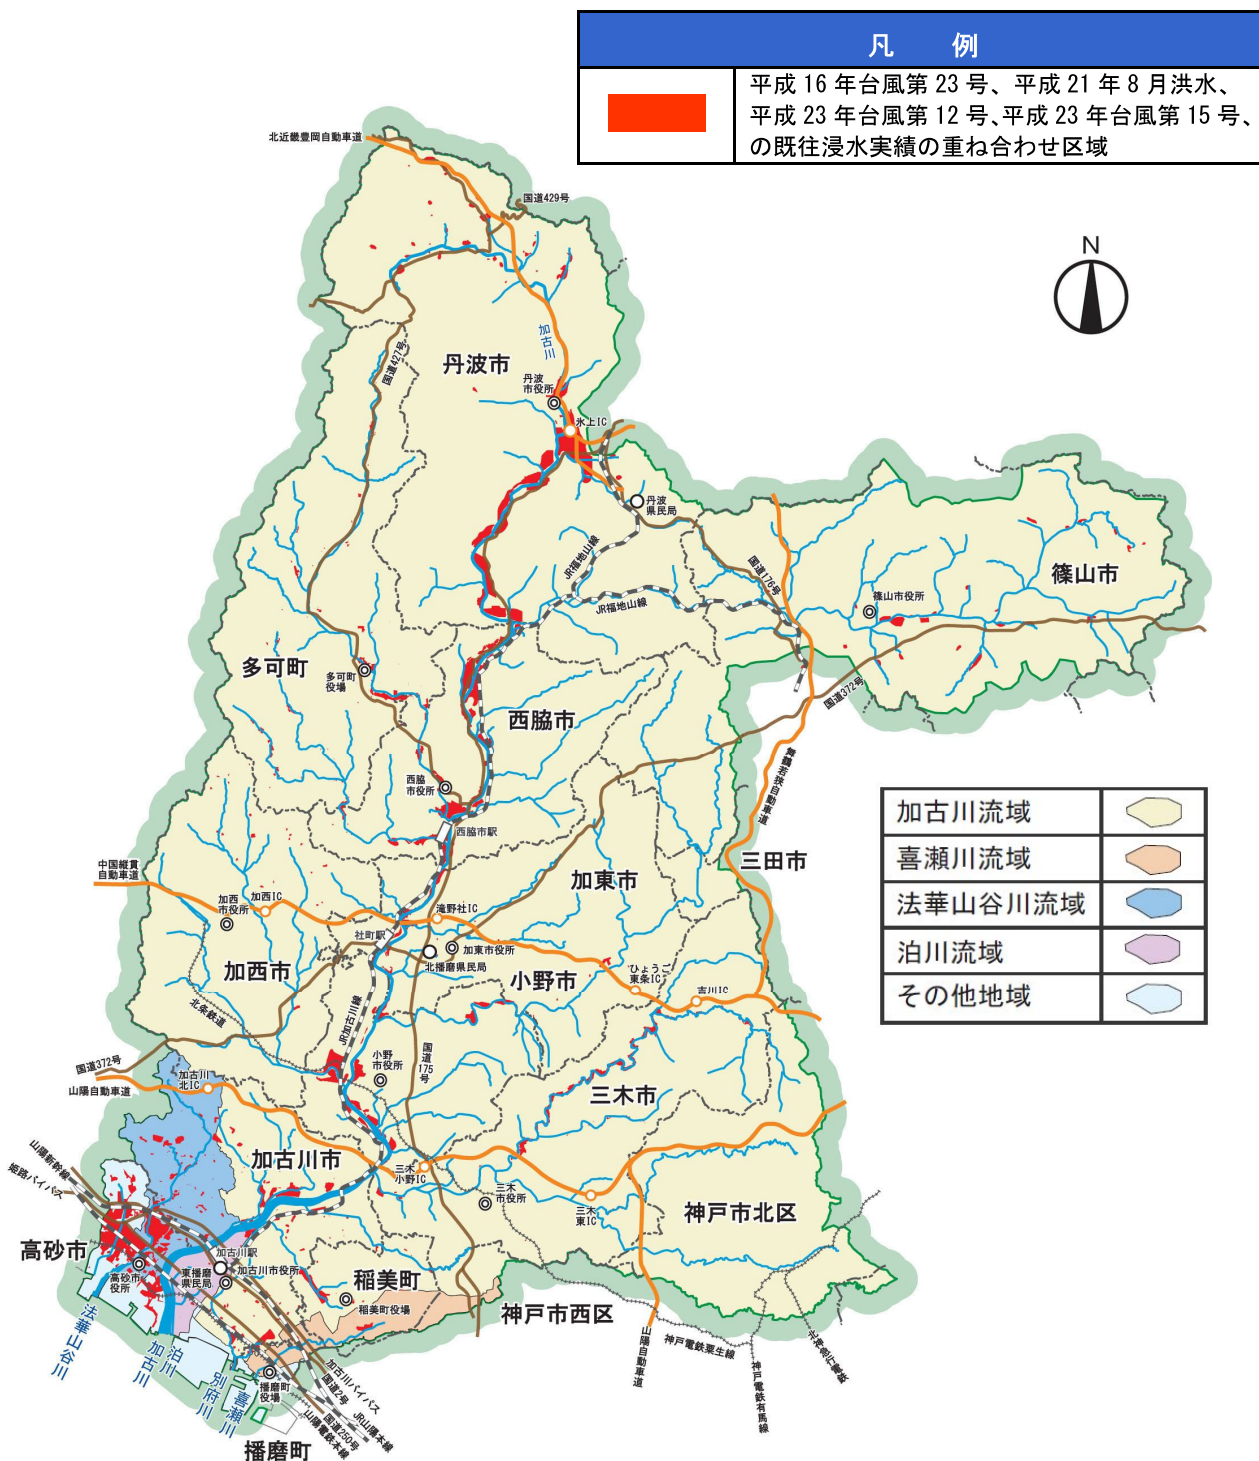 凡 例
平成 16 年台風第 23 号、平成 21 年 8 月洪水、
平成 23 年台風第 12 号、平成 23 年台風第 15 号、
の既往浸水実績の重ね合わせ区域
N
北近畿豊岡自動車道
国道429号
国道427号
加古川
丹波市
丹波
市役所
氷上IC
丹波
県民局
JR福地山線
JR福地山線
国道176号
篠山市
篠山市役所
国道372号
舞鶴若狭自動車道
多可町
多可町
役場
西脇市
西脇
市役所
西脇市駅
中国縦貫
自動車道
加西
市役所
加西IC
加西市
滝野社IC
社町駅
加東市
加東市役所
北播磨県民局
三田市
小野市
ひょうご
東条IC
吉川IC
北条鉄道
JR加古川線
小野
市役所
国道175号
三木市
国道372号
山陽自動車道
加古川
北IC
加古川市
三木
小野IC
三木
市役所
三木
東IC
神戸市北区
山陽新幹線
姫路バイパス
高砂市
高砂市
役所
加古川駅
加古川市役所
東播磨
県民局
稲美町
稲美町役場
神戸市西区
法華山谷川
加古川
泊川
別府川
喜瀬川
播磨町
役場
播磨町
加古川バイパス
国道2号
JR山陽本線
国道250号
山陽電鉄本線
山陽自動車道
神戸電鉄粟生線
神戸電鉄有馬線
北神急行電鉄
加古川流域
喜瀬川流域
法華山谷川流域
泊川流域
その他地域